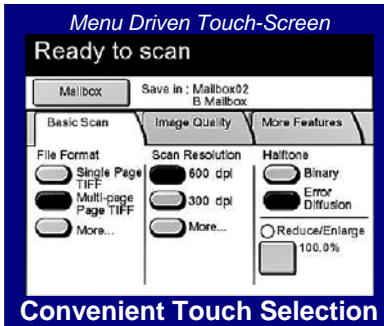 Menu Driven Touch-Screen
Ready to scan
Mailbox
Save in : Mailbox02
B Mailbox
Basic Scan
Image Quality
More Features
File Format
Single Page
TIFF
Multi-page
Page TIFF
More...
Scan Resolution
600 dpi
300 dpi
More...
Halftone
Binary
Error
Diffusion
Reduce/Enlarge
100.0%
Convenient Touch Selection